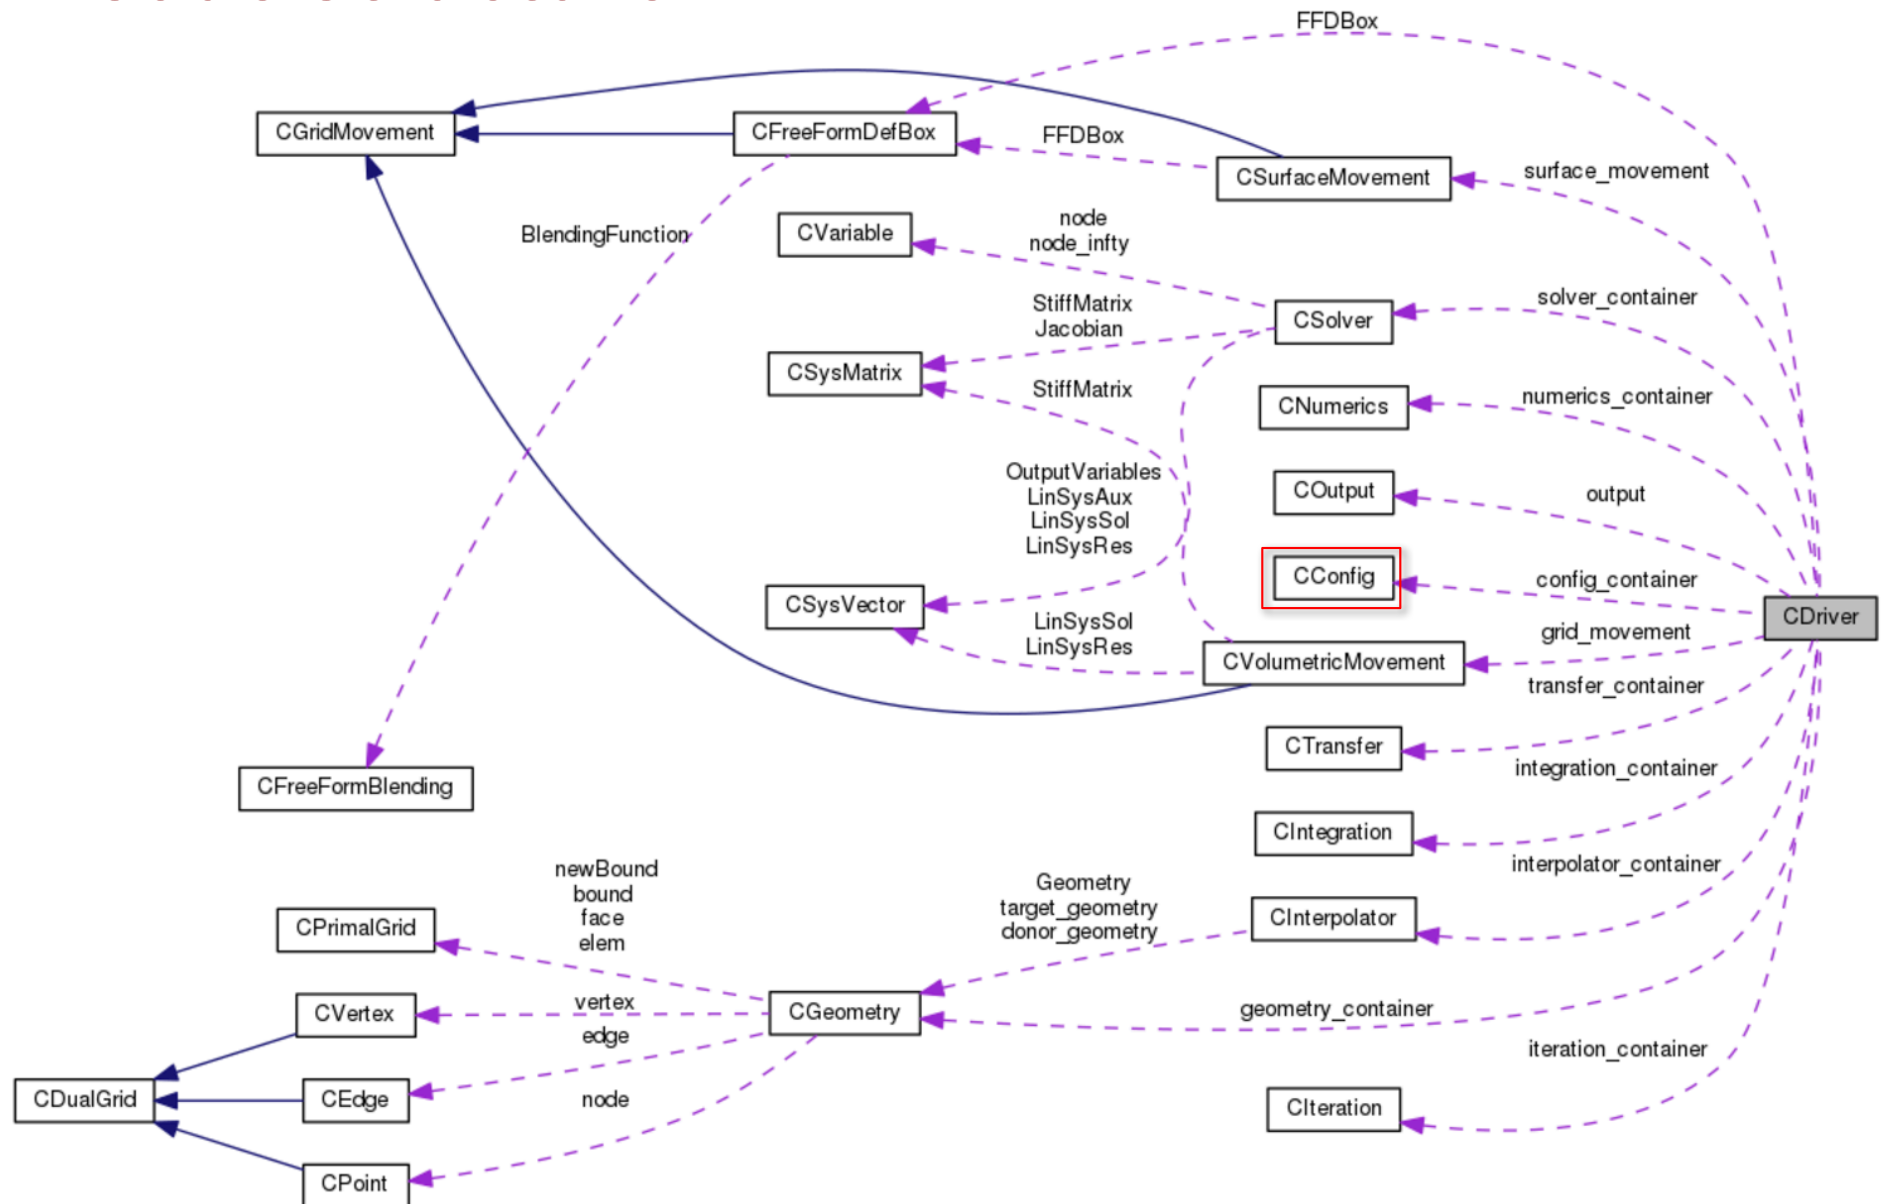 FFDBox
CGridMovement
CFreeFormDefBox
FFDBox
CSurfaceMovement
surface_movement
BlendingFunction
CVariable
node
node_infty
StiffMatrix
Jacobian
CSolver
solver_container
CSysMatrix
StiffMatrix
CNumerics
numerics_container
OutputVariables
LinSysAux
LinSysSol
LinSysRes
COutput
output
CConfig
config_container
CSysVector
LinSysSol
LinSysRes
CDriver
grid_movement
CVolumetricMovement
transfer_container
CTransfer
integration_container
CFreeFormBlending
CIntegration
interpolator_container
newBound
bound
face
elem
CPrimalGrid
Geometry
target_geometry
donor_geometry
CInterpolator
CVertex
vertex
CGeometry
geometry_container
edge
iteration_container
CDualGrid
CEdge
node
CIteration
CPoint